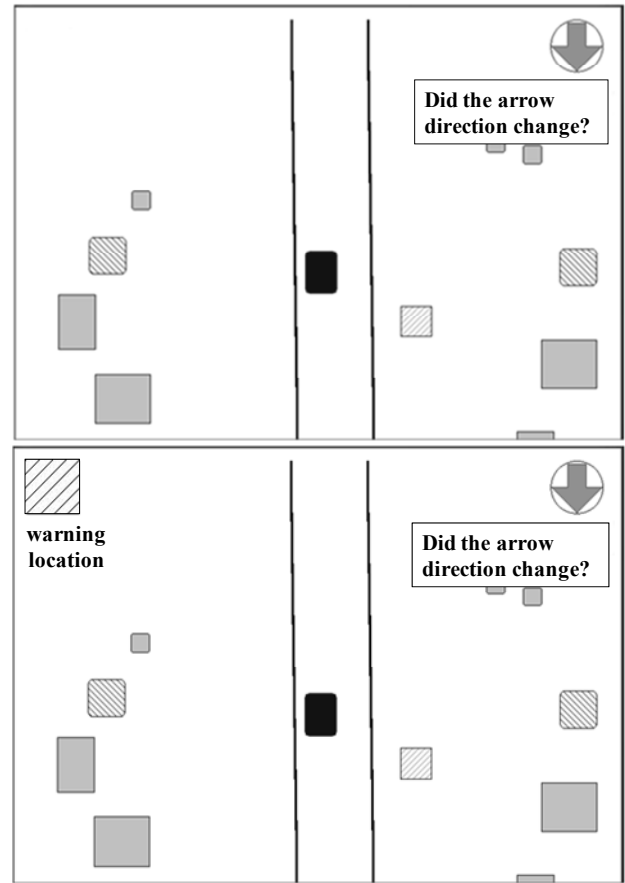 Did the arrow
direction change?
warning
location
Did the arrow
direction change?